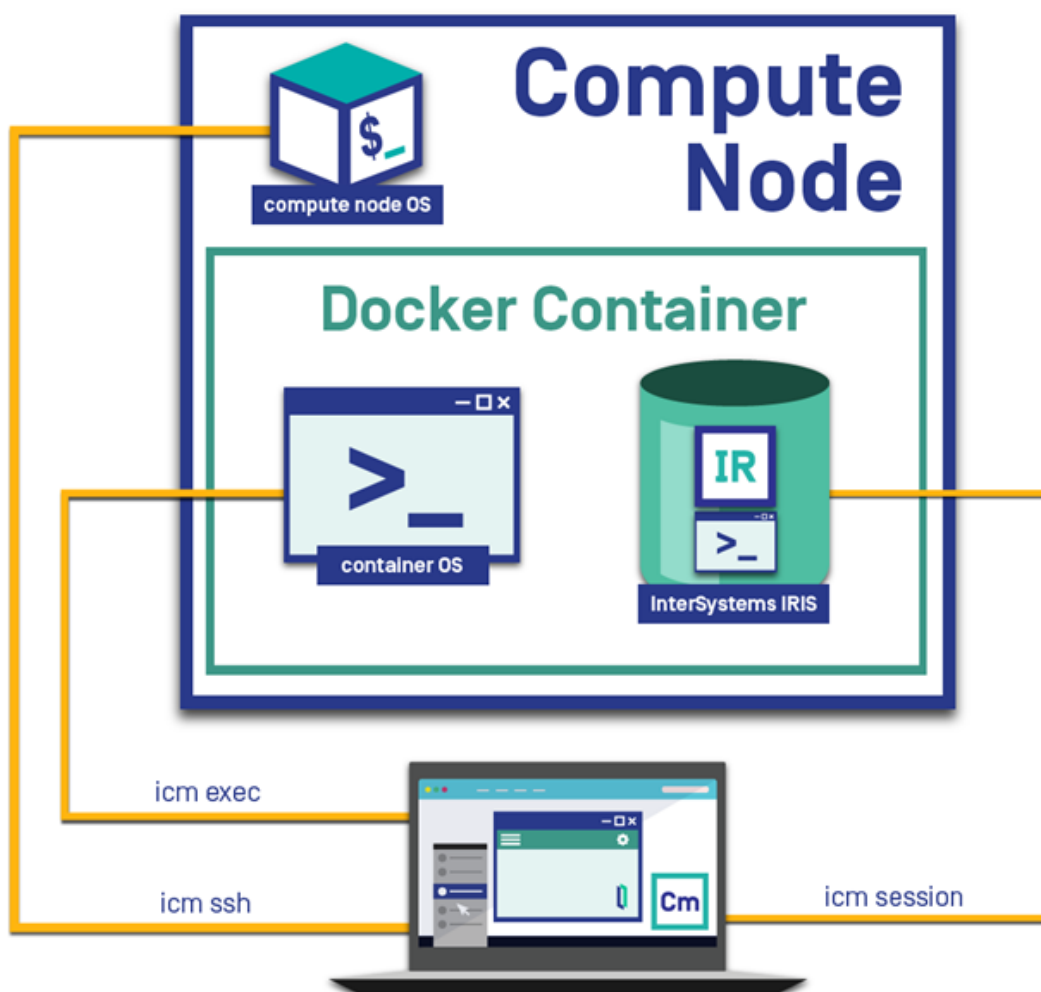 Compute
Node
$_
compute node OS
Docker Container
>_
container OS
IR
>_
InterSystems IRIS
icm exec
icm ssh
Cm
icm session